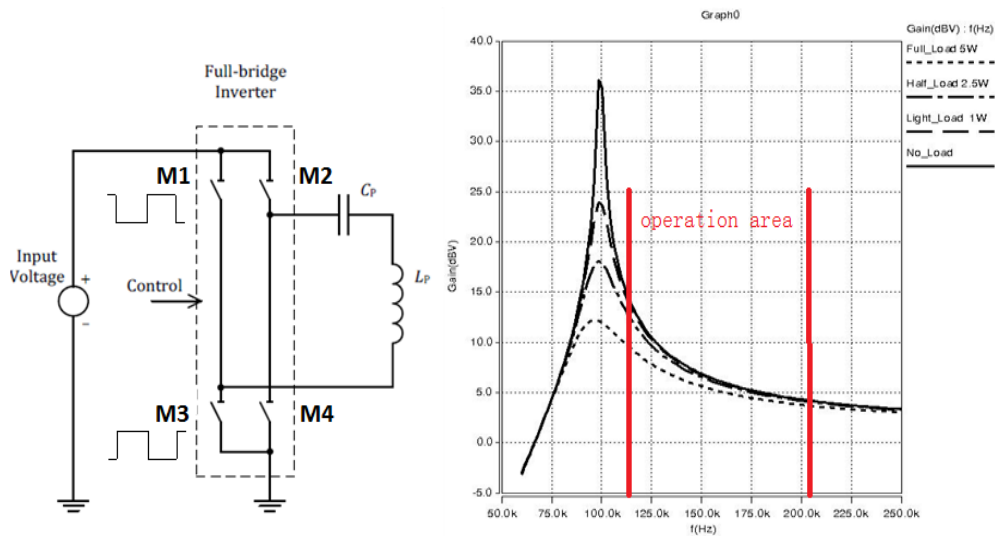 Full-bridge
Inverter
M1
M2
Cₚ
Input
Voltage
+
−
Control
Lₚ
M3
M4
Graph0
Gain(dBV) : f(Hz)
Full_Load 5W
Half_Load 2.5W
Light_Load 1W
No_Load
operation area
Gain(dBV)
40.0
35.0
30.0
25.0
20.0
15.0
10.0
5.0
0.0
-5.0
50.0k 75.0k 100.0k 125.0k 150.0k 175.0k 200.0k 225.0k 250.0k
f(Hz)